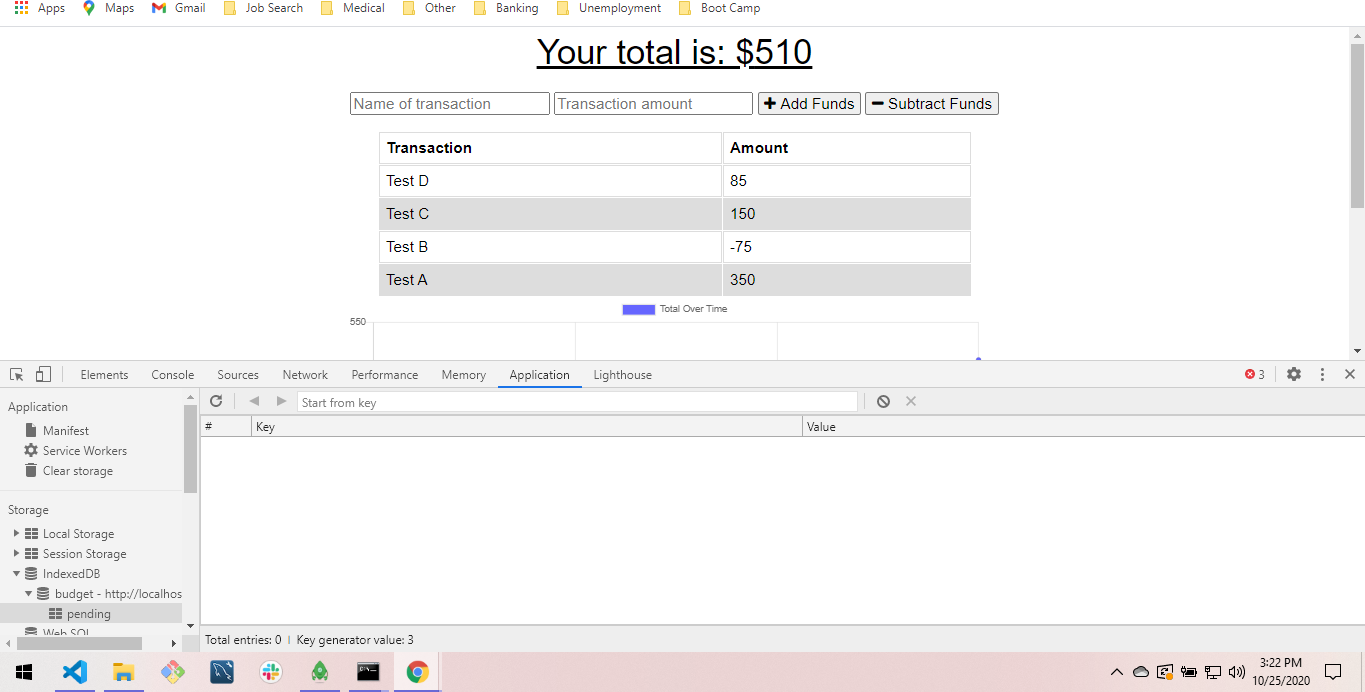 Apps Maps Gmail Job Search Medical Other Banking Unemployment Boot Camp
Your total is: $510
Name of transaction Transaction amount Add Funds Subtract Funds
Transaction Amount
Test D 85
Test C 150
Test B -75
Test A 350
Total Over Time
550
Elements Console Sources Network Performance Memory Application Lighthouse 3
Application
Start from key
# Key Value
Manifest
Service Workers
Clear storage
Storage
Local Storage
Session Storage
IndexedDB
budget - http://localhos
pending
Web SQL
Total entries: 0 Key generator value: 3
3:22 PM
10/25/2020